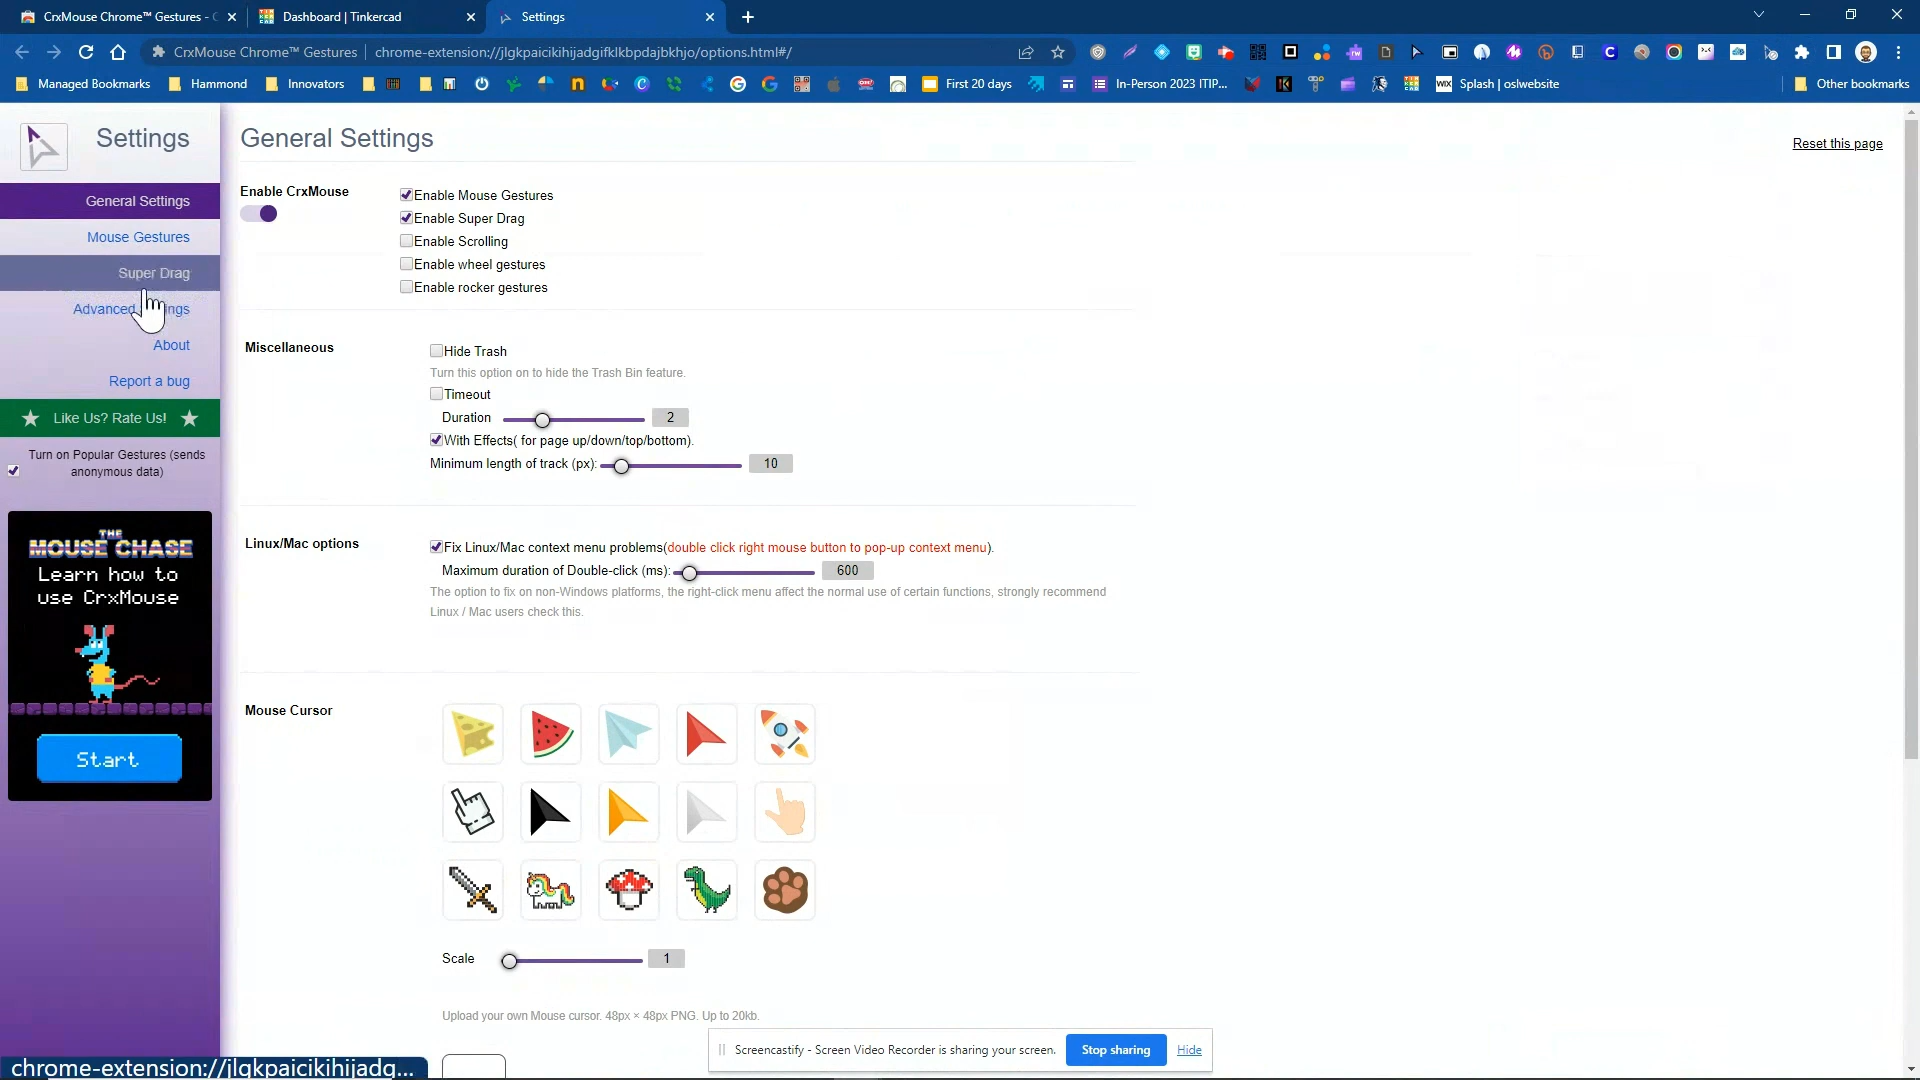 CrxMouse Chrome™ Gestures - C
Dashboard | Tinkercad
Settings
CrxMouse Chrome™ Gestures
chrome-extension://jlgkpaicikihijadgifklkbpdajbkhjo/options.html#/
Managed Bookmarks
Hammond
Innovators
First 20 days
In-Person 2023 ITIP...
WIX
Splash | oslwebsite
Other bookmarks
Settings
General Settings
Mouse Gestures
Super Drag
Advanced
ngs
About
Report a bug
Like Us? Rate Us!
Turn on Popular Gestures (sends
anonymous data)
THE
MOUSE CHASE
Learn how to
use CrxMouse
Start
chrome-extension://jlgkpaicikihijadg...
General Settings
Reset this page
Enable CrxMouse
Enable Mouse Gestures
Enable Super Drag
Enable Scrolling
Enable wheel gestures
Enable rocker gestures
Miscellaneous
Hide Trash
Turn this option on to hide the Trash Bin feature.
Timeout
Duration 2
With Effects( for page up/down/top/bottom).
Minimum length of track (px): 10
Linux/Mac options
Fix Linux/Mac context menu problems(double click right mouse button to pop-up context menu).
Maximum duration of Double-click (ms): 600
The option to fix on non-Windows platforms, the right-click menu affect the normal use of certain functions, strongly recommend
Linux / Mac users check this.
Mouse Cursor
Scale 1
Upload your own Mouse cursor. 48px × 48px PNG. Up to 20kb.
Screencastify - Screen Video Recorder is sharing your screen.
Stop sharing
Hide